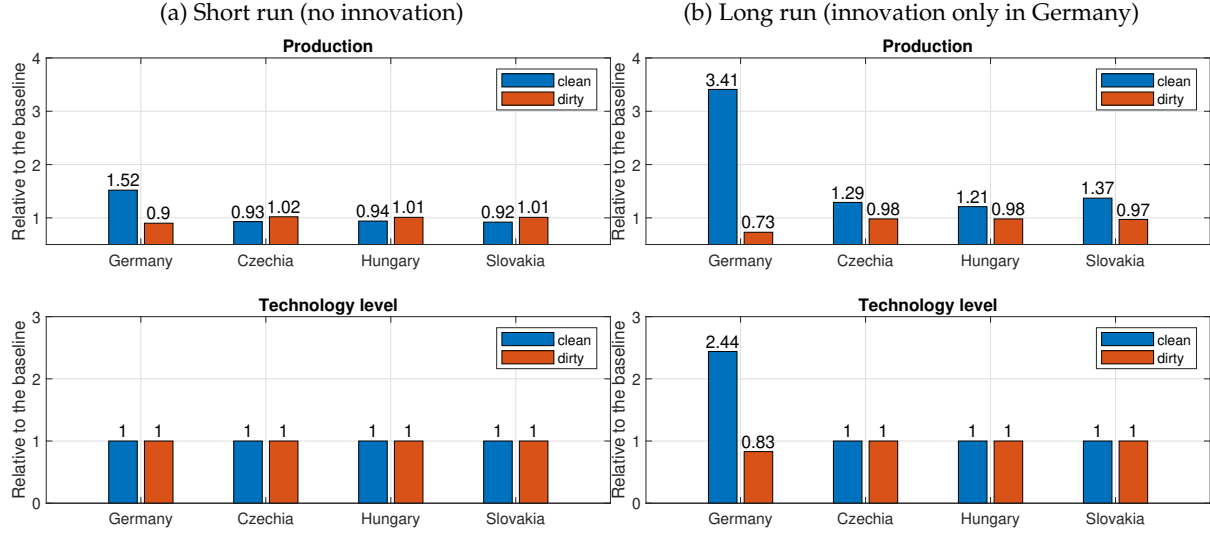 (a) Short run (no innovation)
Production
Relative to the baseline
4
3
2
1
clean
dirty
1.52
0.9
0.93
1.02
0.94
1.01
0.92
1.01
Germany
Czechia
Hungary
Slovakia
Technology level
Relative to the baseline
3
2
1
0
clean
dirty
1
1
1
1
1
1
1
1
Germany
Czechia
Hungary
Slovakia
(b) Long run (innovation only in Germany)
Production
Relative to the baseline
4
3
2
1
clean
dirty
3.41
0.73
1.29
0.98
1.21
0.98
1.37
0.97
Germany
Czechia
Hungary
Slovakia
Technology level
Relative to the baseline
3
2
1
0
clean
dirty
2.44
0.83
1
1
1
1
1
1
Germany
Czechia
Hungary
Slovakia